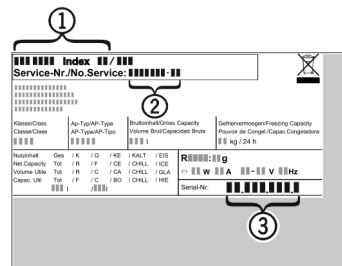 1
Index /
Service-Nr./No.Service: -
2
Klasse/Class Ap-Typ/AP-Type Bruttoinhalt/Gross Capacity Gefriervermoegen/Freezing Capacity
Classe/Clase AP-Type/AP-Tipo Volume Brut/Capacidad Bruta Pouvoir de Congel./Capac.Congeladora
l kg / 24 h
Nutzinhalt Ges / K / G / KE / KALT / EIS
Net.Capacity Tot / R / F / CE / CHILL / ICE
Volume Utile Tot / R / C / CA / CHILL / GLA
Capac. Util Tot / F / C / BO / CHILL / HIE
l / l
R : g
W A - V Hz
Serial-Nr. . . .
3